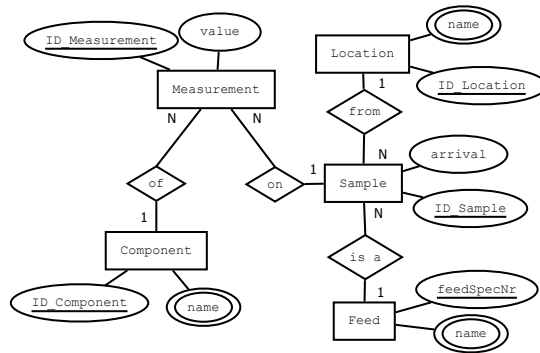 name
ID_Measurement
value
Location
Measurement
1
ID_Location
from
N
N
N
arrival
of
on
1
Sample
N
ID_Sample
1
Component
is a
feedSpecNr
1
ID_Component
name
Feed
name